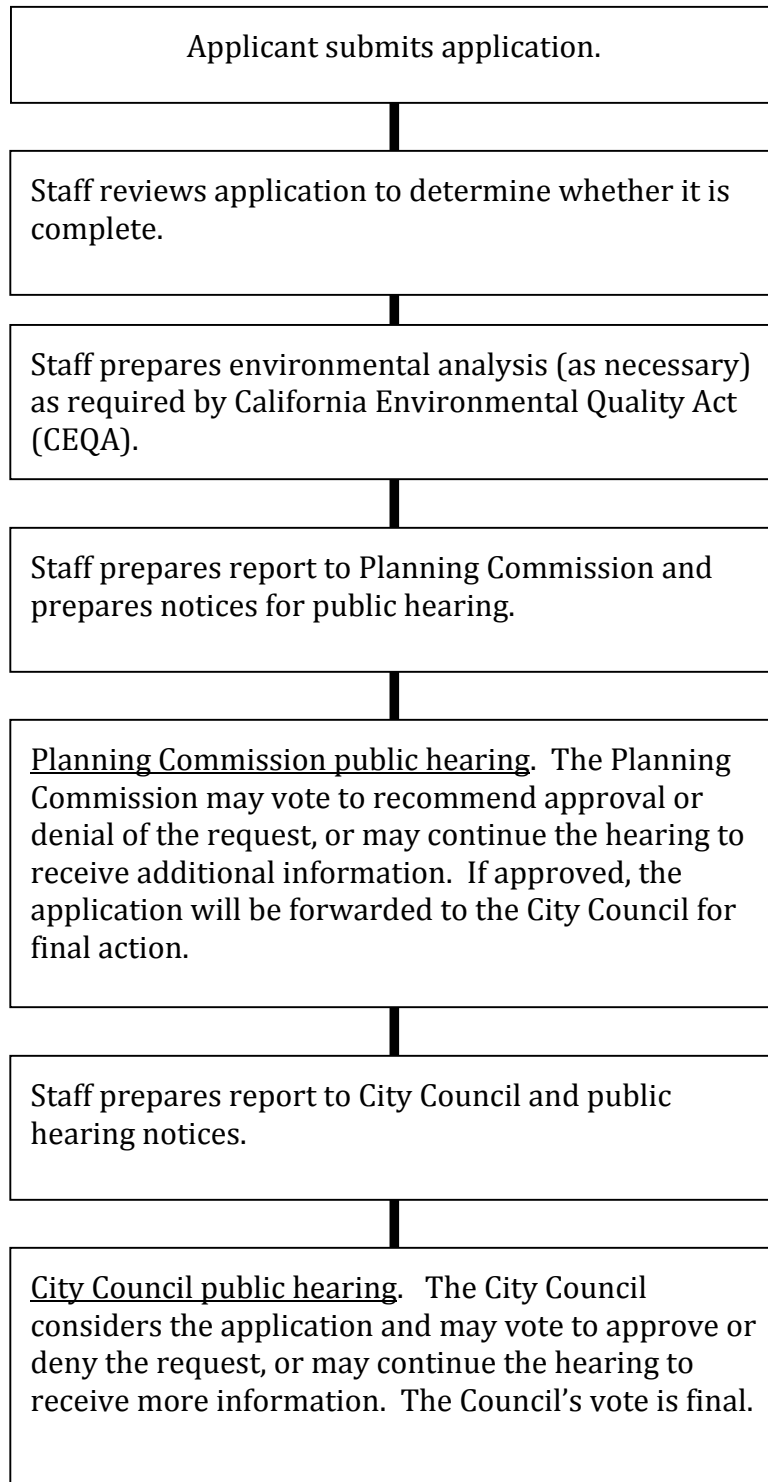 Applicant submits application.
Staff reviews application to determine whether it is
complete.
Staff prepares environmental analysis (as necessary)
as required by California Environmental Quality Act
(CEQA).
Staff prepares report to Planning Commission and
prepares notices for public hearing.
Planning Commission public hearing.  The Planning
Commission may vote to recommend approval or
denial of the request, or may continue the hearing to
receive additional information.  If approved, the
application will be forwarded to the City Council for
final action.
Staff prepares report to City Council and public
hearing notices.
City Council public hearing.   The City Council
considers the application and may vote to approve or
deny the request, or may continue the hearing to
receive more information.  The Council’s vote is final.